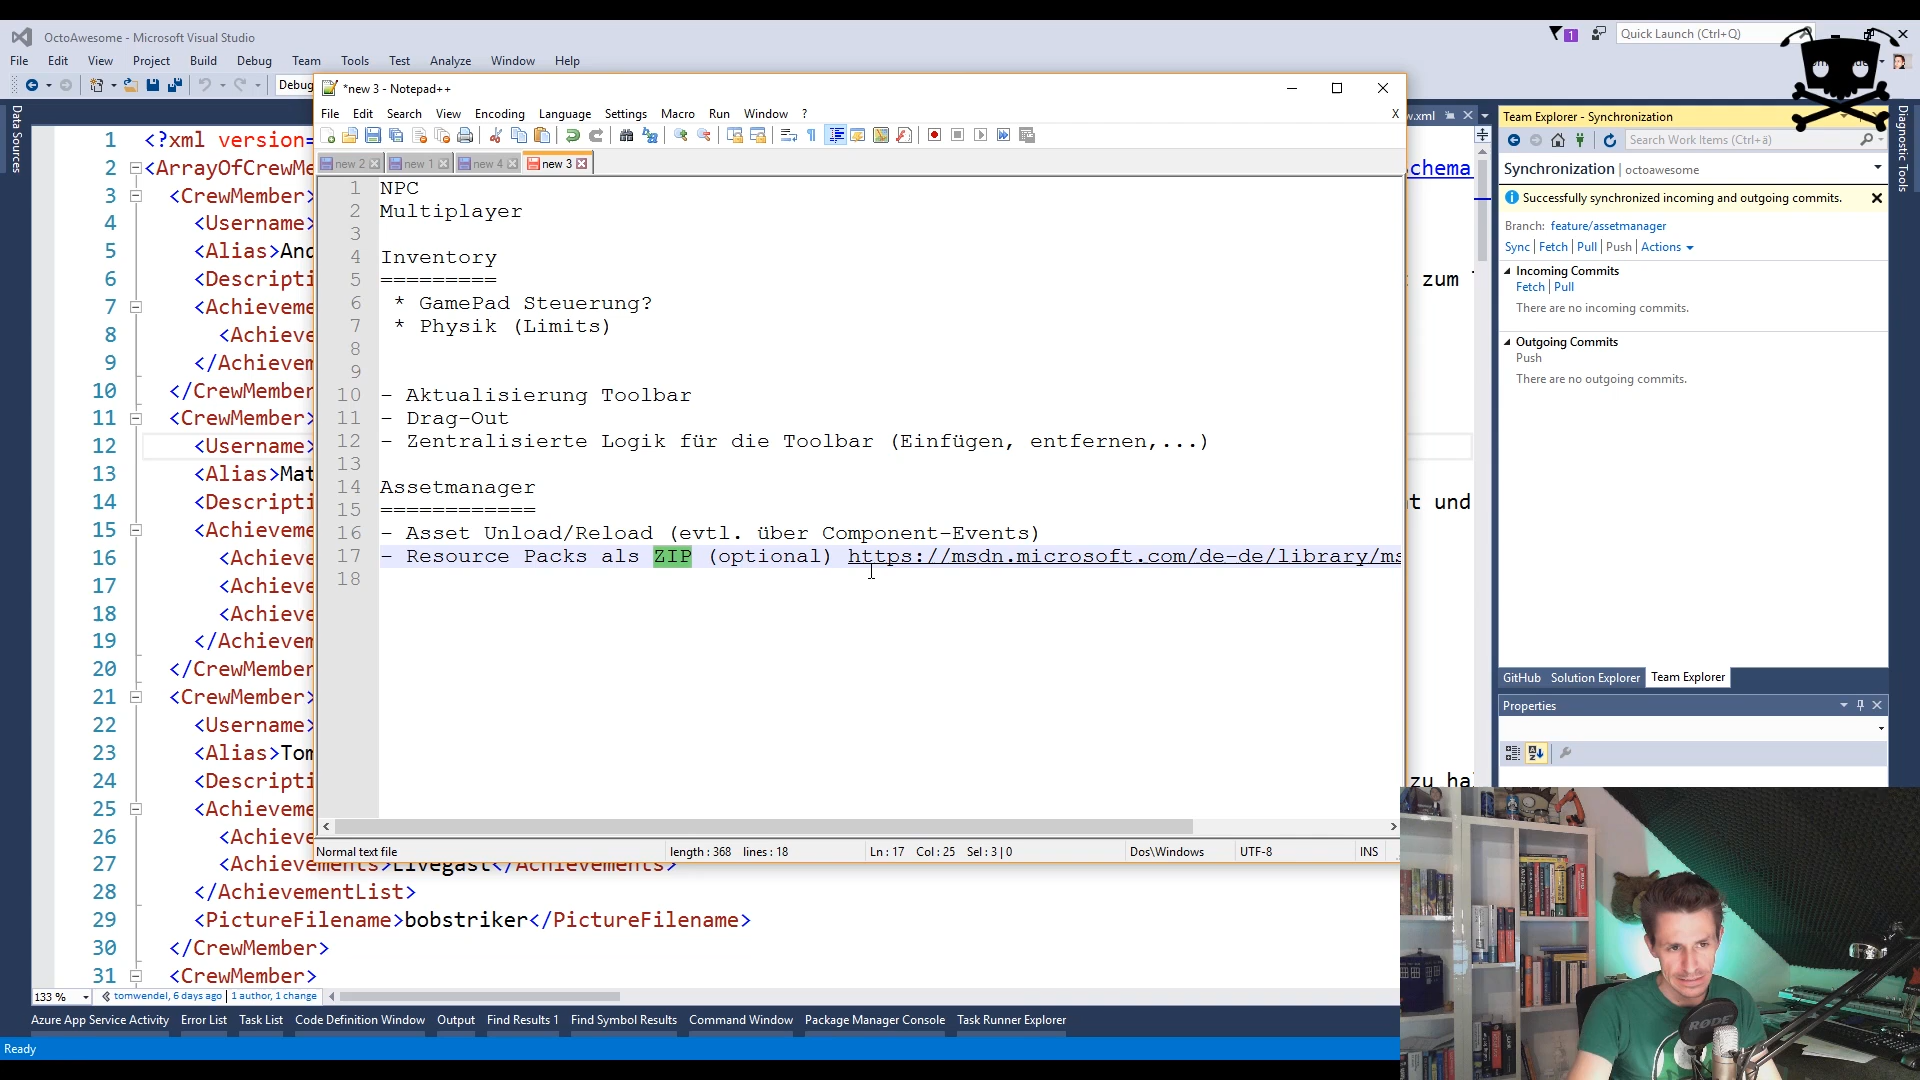 OctoAwesome - Microsoft Visual Studio
1
Quick Launch (Ctrl+Q)
File Edit View Project Build Debug Team Tools Test Analyze Window Help
Debug
*new 3 - Notepad++
File Edit Search View Encoding Language Settings Macro Run Window ?
X
new 2 new 1 new 4 new 3
1 NPC
2 Multiplayer
3
4 Inventory
5 =========
6 * GamePad Steuerung?
7 * Physik (Limits)
8
9
10 - Aktualisierung Toolbar
11 - Drag-Out
12 - Zentralisierte Logik für die Toolbar (Einfügen, entfernen,...)
13
14 Assetmanager
15 ============
16 - Asset Unload/Reload (evtl. über Component-Events)
17 - Resource Packs als ZIP (optional) https://msdn.microsoft.com/de-de/library/ms
18
Normal text file length : 368 lines : 18 Ln : 17 Col : 25 Sel : 3 | 0 Dos\Windows UTF-8 INS
Data Sources
1 <?xml version=
2 <ArrayOfCrewMe
chema
3 <CrewMember>
4 <Username>
5 <Alias>And
6 <Descripti
zum
7 <Achieveme
8 <Achieve
9 </Achievem
10 </CrewMember
11 <CrewMember>
12 <Username>
13 <Alias>Mat
14 <Descripti
t und
15 <Achieveme
16 <Achieve
17 <Achieve
18 <Achieve
19 </Achievem
20 </CrewMember
21 <CrewMember>
22 <Username>
23 <Alias>Tom
24 <Descripti
zu ha
25 <Achieveme
26 <Achieve
27 <Achievements>Livegast</Achievements>
28 </AchievementList>
29 <PictureFilename>bobstriker</PictureFilename>
30 </CrewMember>
31 <CrewMember>
133 % tomwendel, 6 days ago | 1 author, 1 change
Azure App Service Activity Error List Task List Code Definition Window Output Find Results 1 Find Symbol Results Command Window Package Manager Console Task Runner Explorer
Ready
w.xml
Team Explorer - Synchronization
Search Work Items (Ctrl+ä)
Synchronization | octoawesome
Successfully synchronized incoming and outgoing commits.
Branch: feature/assetmanager
Sync | Fetch | Pull | Push | Actions
Incoming Commits
Fetch | Pull
There are no incoming commits.
Outgoing Commits
Push
There are no outgoing commits.
GitHub Solution Explorer Team Explorer
Properties
Diagnostic Tools
RODE